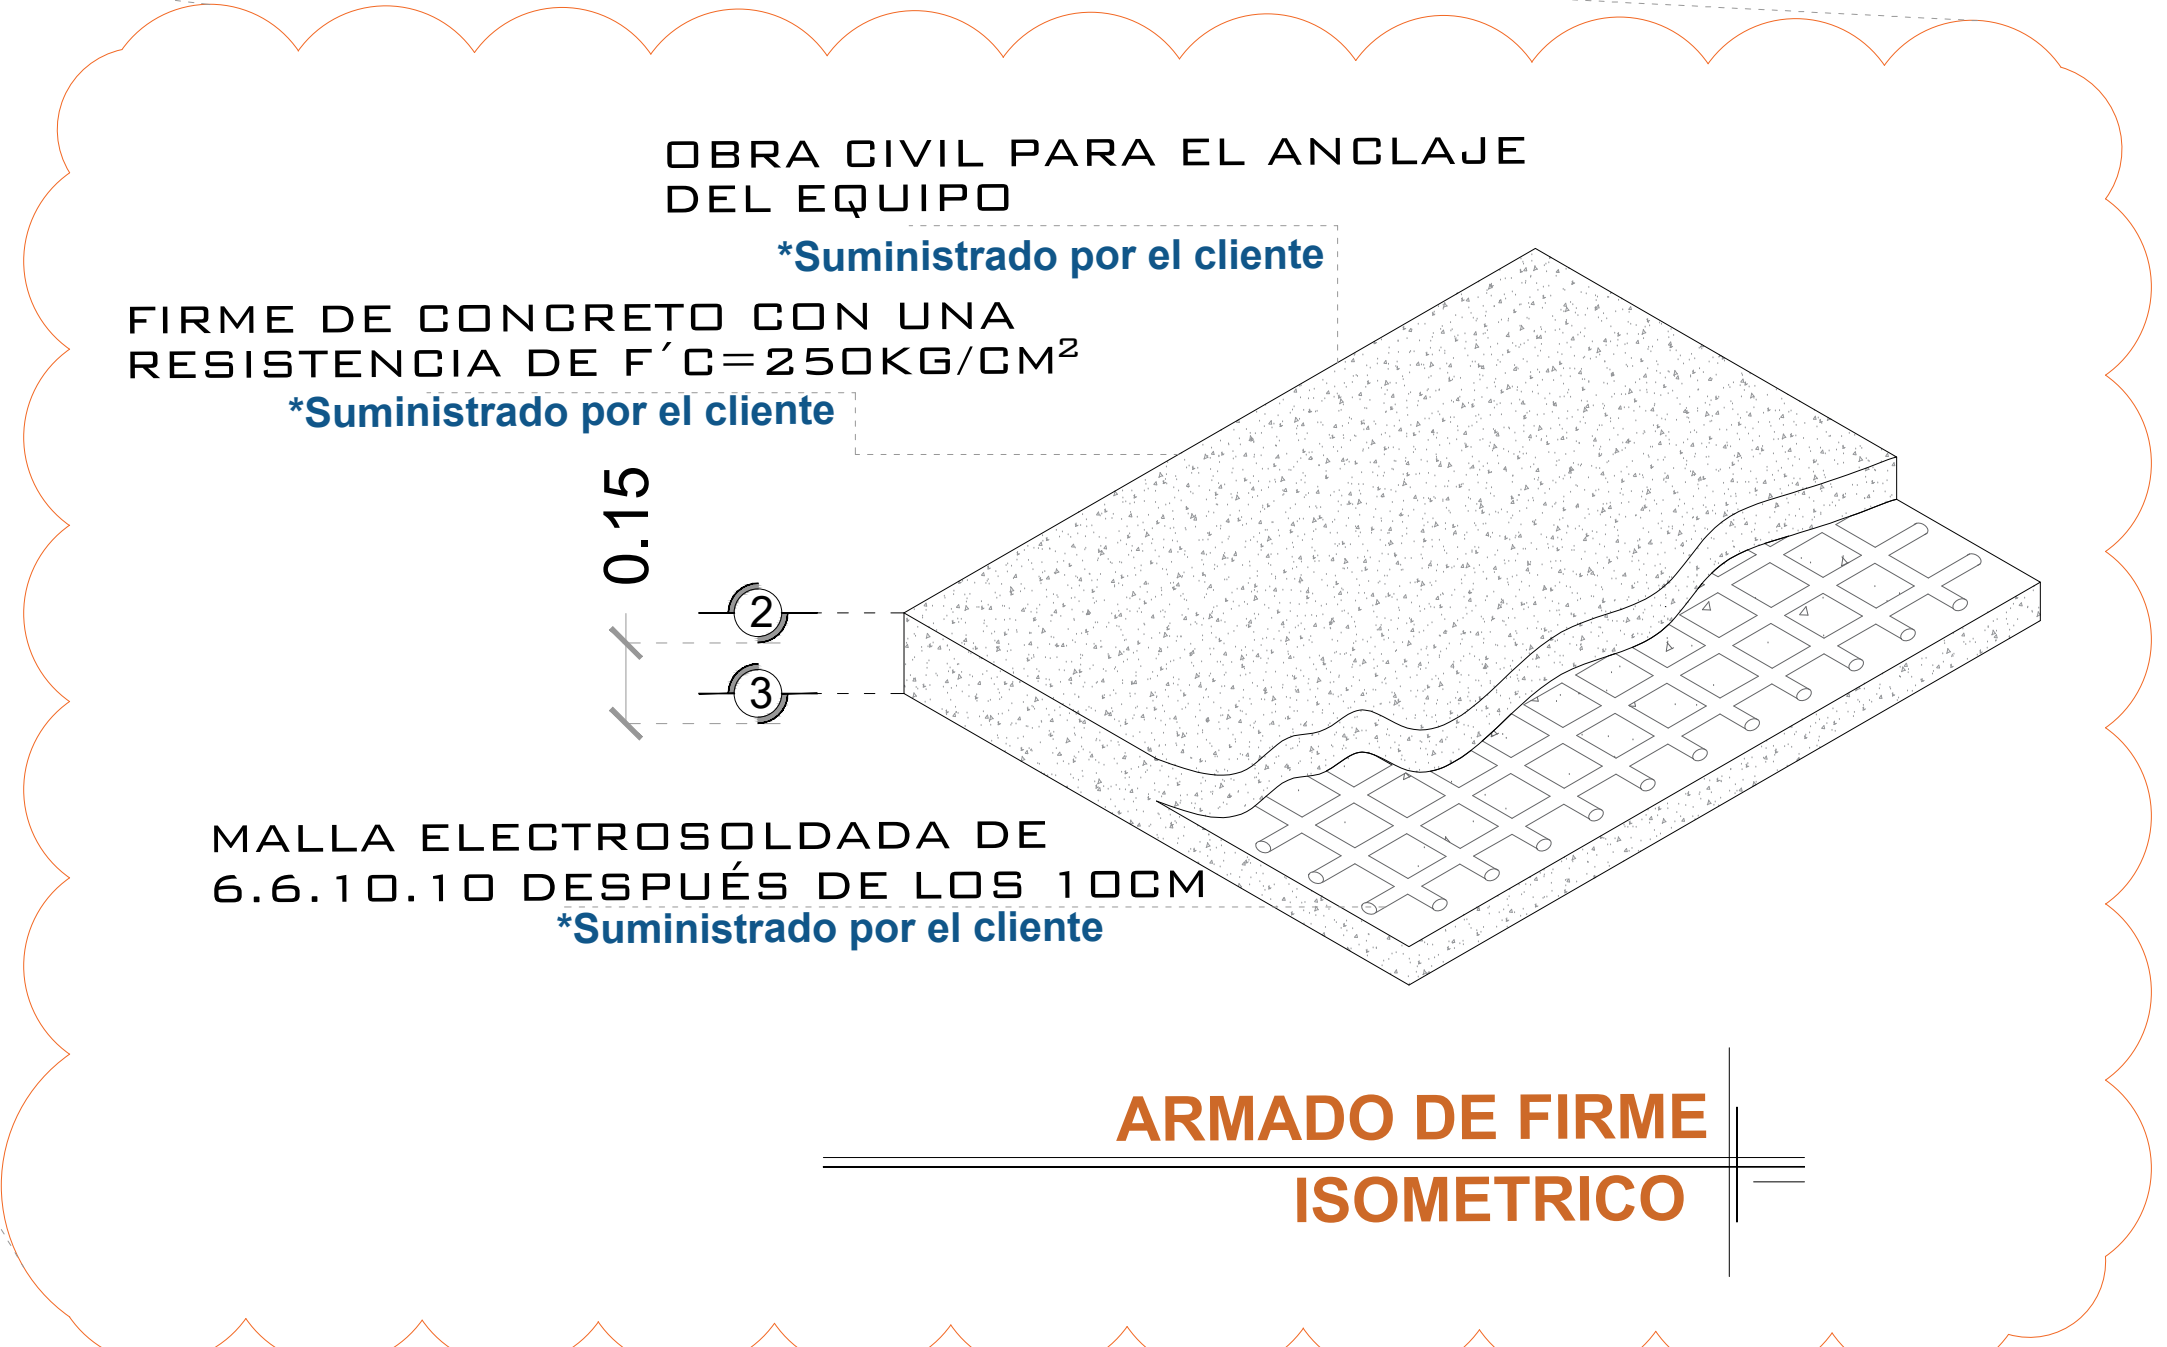 OBRA CIVIL PARA EL ANCLAJE
DEL EQUIPO
*Suministrado por el cliente
FIRME DE CONCRETO CON UNA
RESISTENCIA DE F´C=250KG/CM²
*Suministrado por el cliente
0.15
2
3
MALLA ELECTROSOLDADA DE
6.6.10.10 DESPUÉS DE LOS 10CM
*Suministrado por el cliente
ARMADO DE FIRME
ISOMETRICO